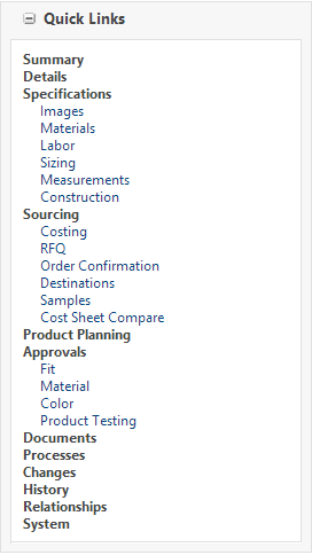 Quick Links
Summary
Details
Specifications
Images
Materials
Labor
Sizing
Measurements
Construction
Sourcing
Costing
RFQ
Order Confirmation
Destinations
Samples
Cost Sheet Compare
Product Planning
Approvals
Fit
Material
Color
Product Testing
Documents
Processes
Changes
History
Relationships
System